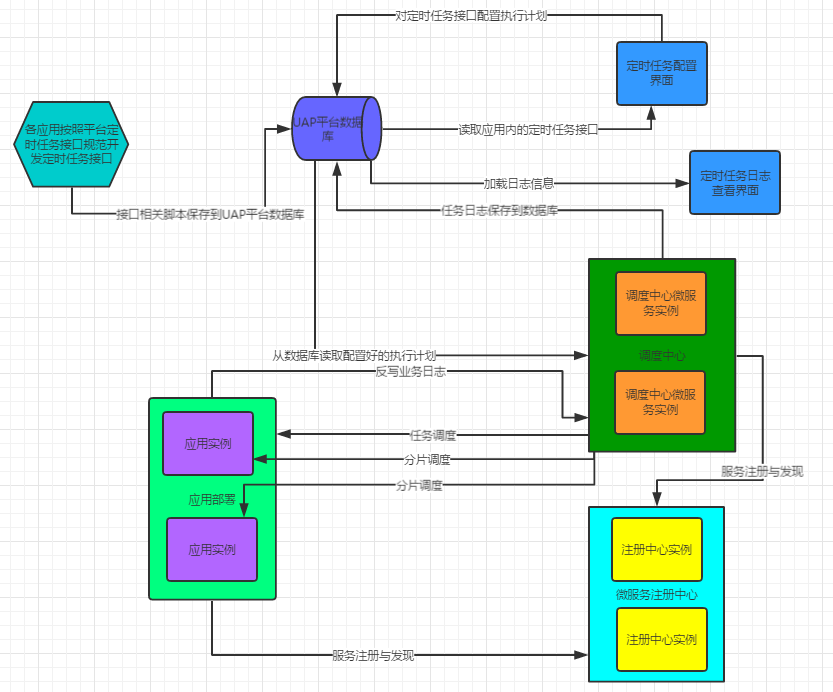 对定时任务接口配置执行计划
定时任务配置
界面
UAP平台数据
库
各应用按照平台定
时任务接口规范开
发定时任务接口
读取应用内的定时任务接口
定时任务日志
查看界面
加载日志信息
接口相关脚本保存到UAP平台数据库
任务日志保存到数据库
调度中心微服
务实例
从数据库读取配置好的执行计划
调度中心
反写业务日志
调度中心微服
务实例
任务调度
应用实例
分片调度
服务注册与发现
分片调度
应用部署
应用实例
注册中心实例
微服务注册中心
注册中心实例
服务注册与发现